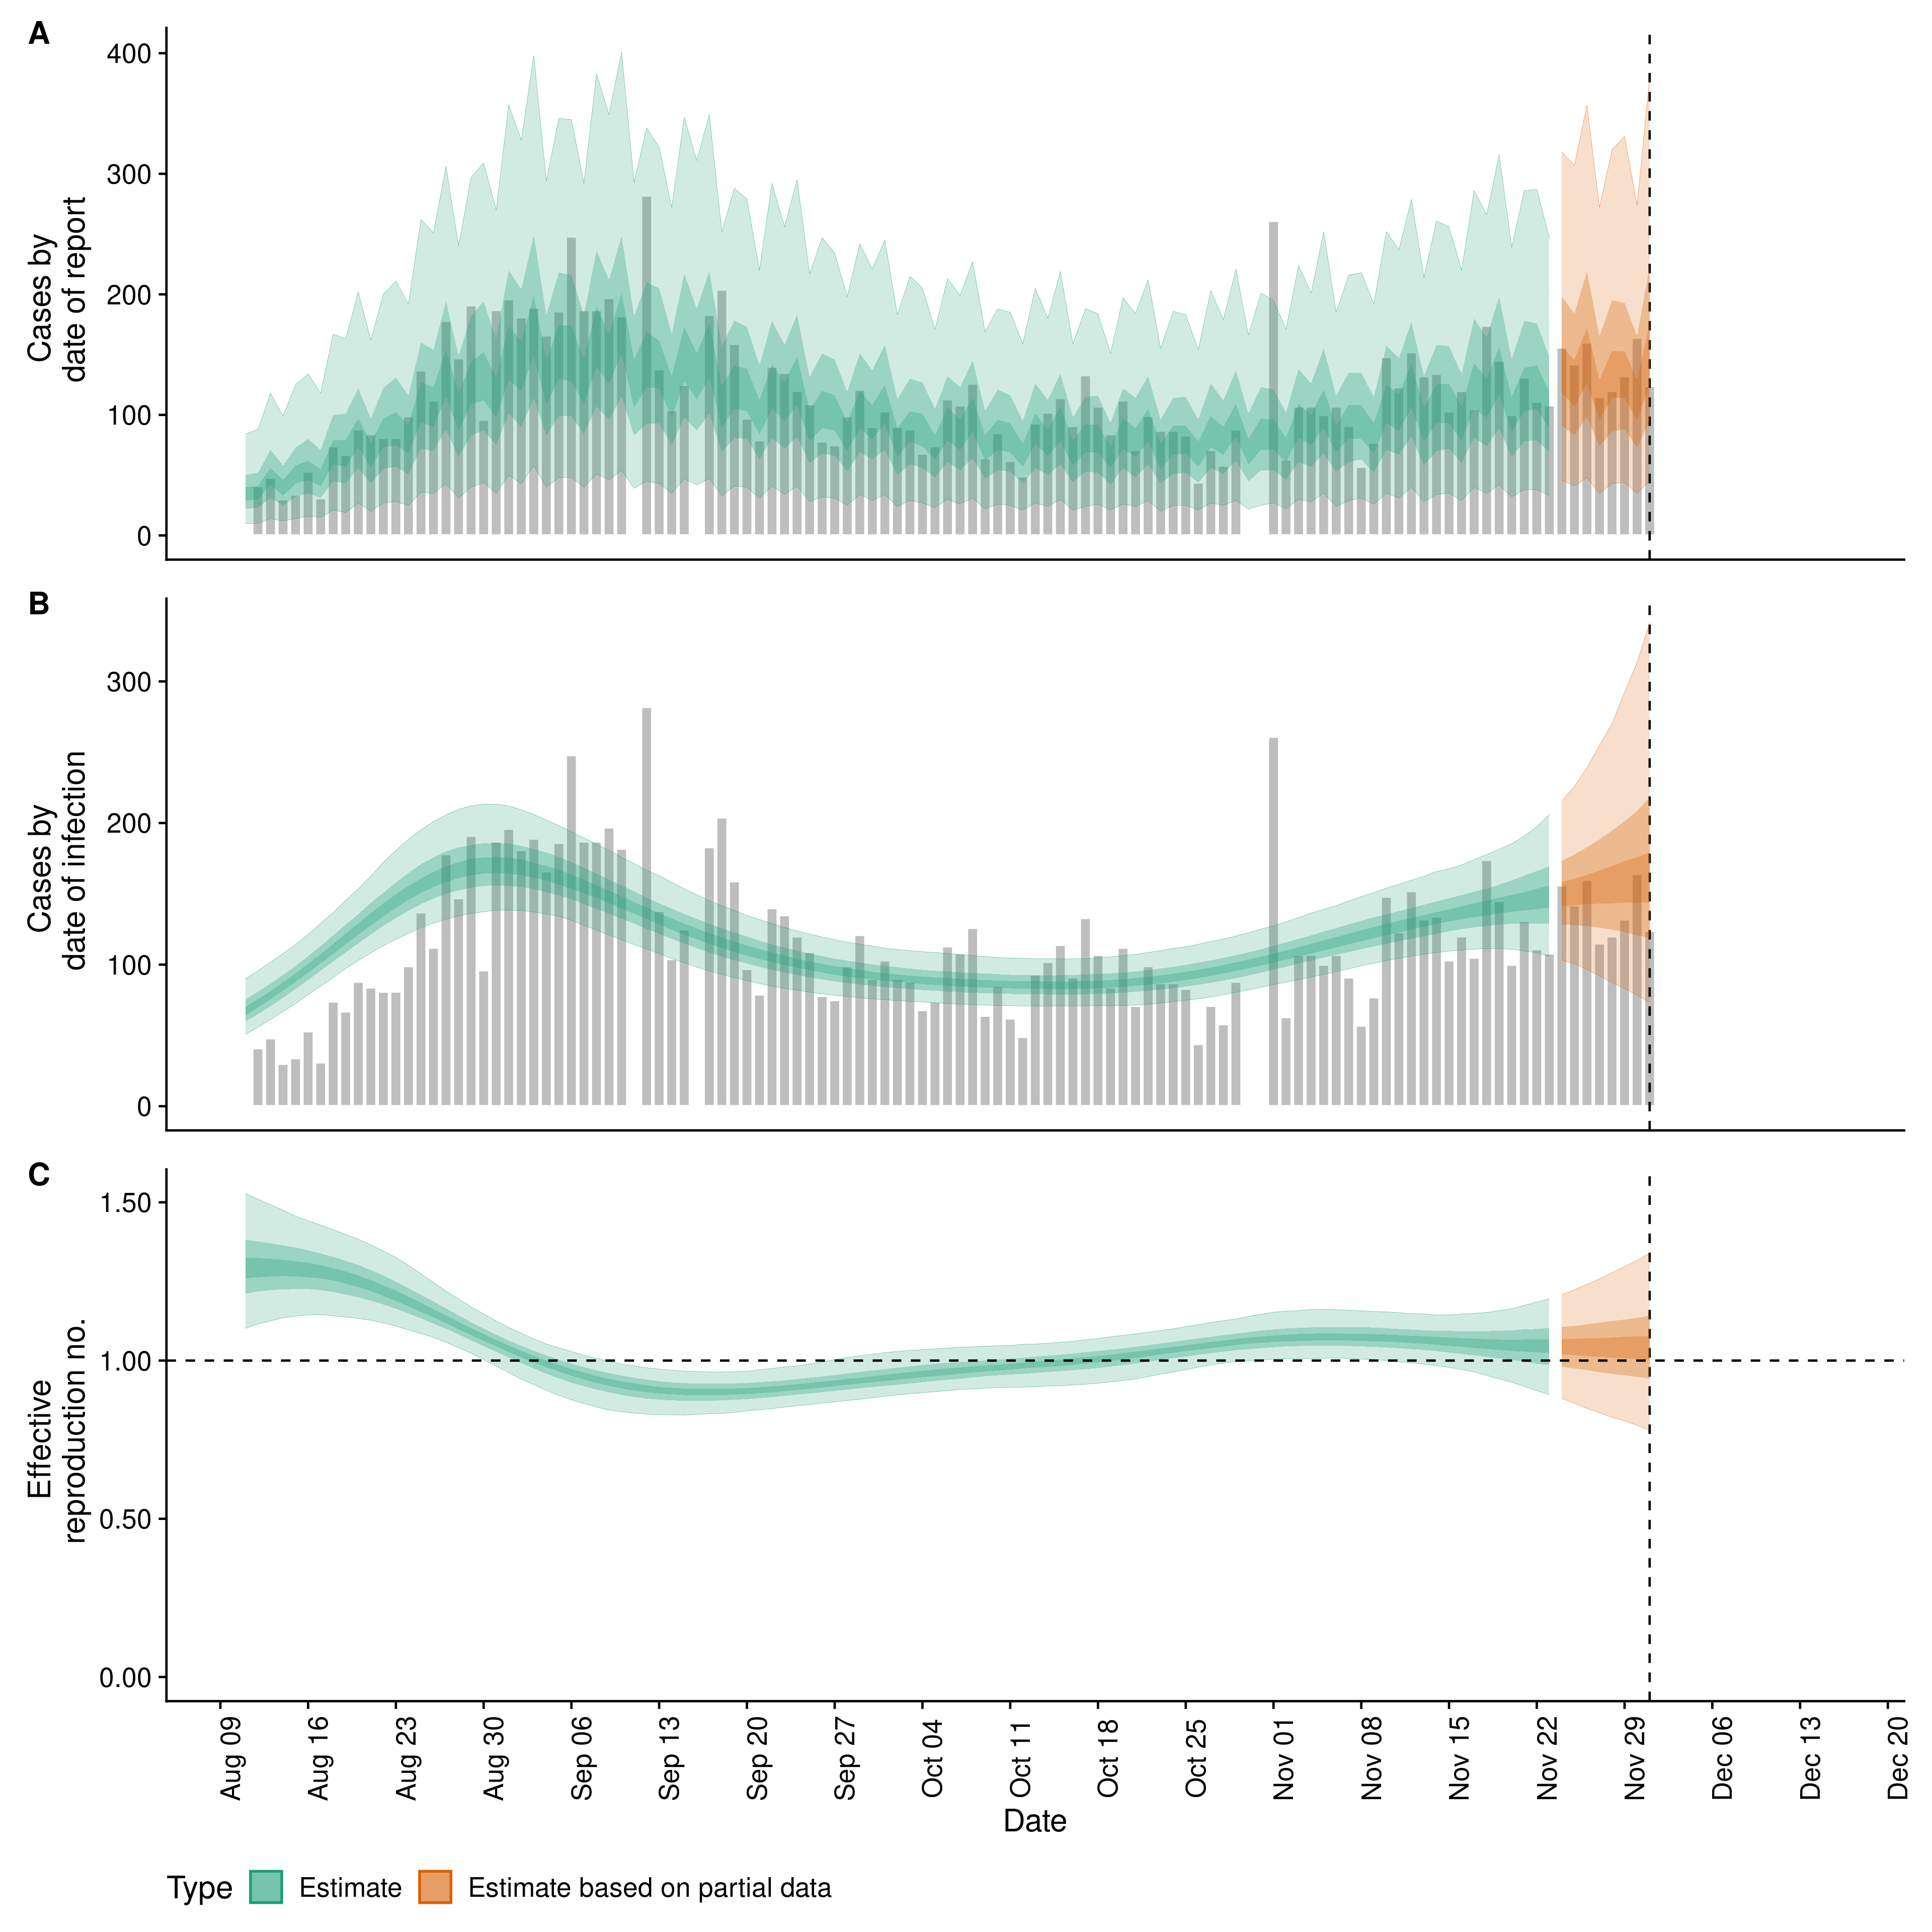 A
400
300
200
100
0
Cases by
date of report
B
300
200
100
0
Cases by
date of infection
C
1.50
1.00
0.50
0.00
Effective
reproduction no.
Aug 09
Aug 16
Aug 23
Aug 30
Sep 06
Sep 13
Sep 20
Sep 27
Oct 04
Oct 11
Oct 18
Oct 25
Nov 01
Nov 08
Nov 15
Nov 22
Nov 29
Dec 06
Dec 13
Dec 20
Date
Type Estimate Estimate based on partial data